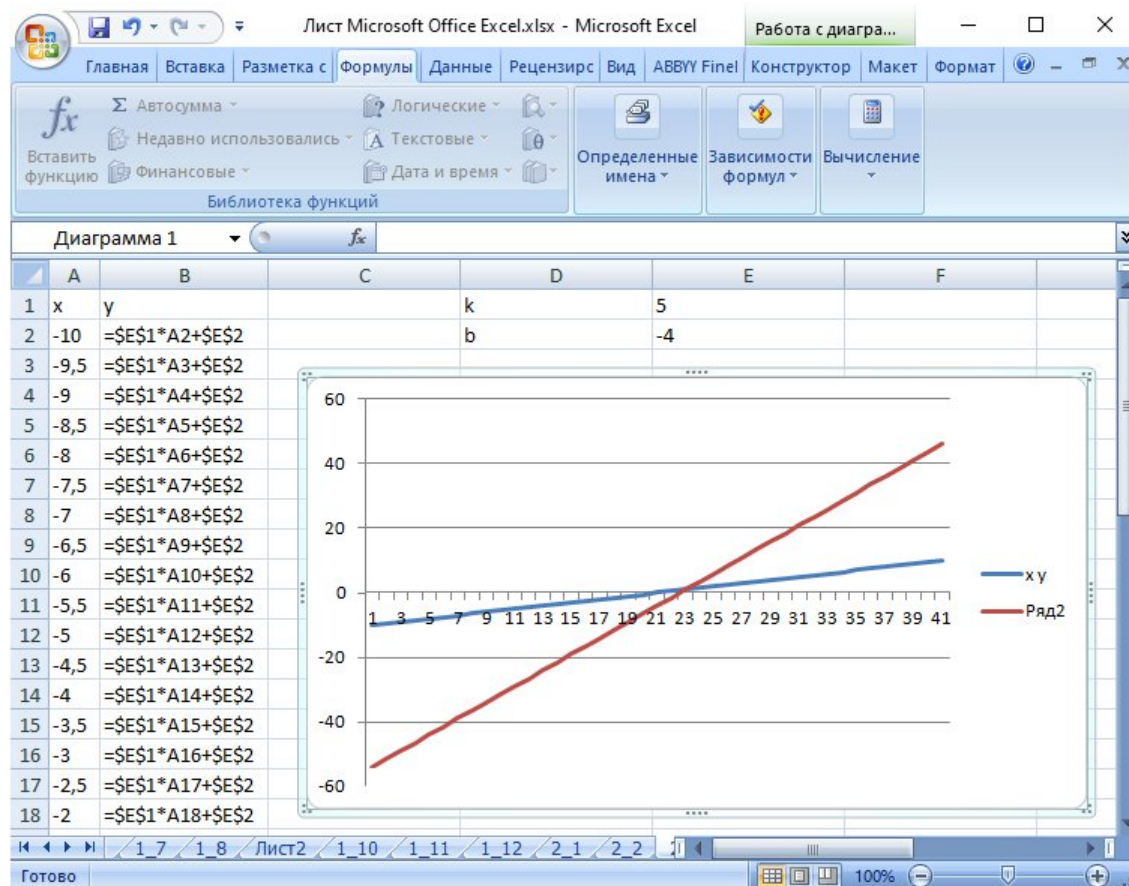 Лист Microsoft Office Excel.xlsx - Microsoft Excel
Работа с диагра...
Главная Вставка Разметка с Формулы Данные Рецензирс Вид ABBYY Finel Конструктор Макет Формат
fx Вставить функцию
Σ Автосумма
Недавно использовались
Финансовые
Логические
Текстовые
Дата и время
θ
Библиотека функций
Определенные имена
Зависимости формул
Вычисление
Диаграмма 1 fx
A B C D E F
1 x y k 5
2 -10 =$E$1*A2+$E$2 b -4
3 -9,5 =$E$1*A3+$E$2
4 -9 =$E$1*A4+$E$2
5 -8,5 =$E$1*A5+$E$2
6 -8 =$E$1*A6+$E$2
7 -7,5 =$E$1*A7+$E$2
8 -7 =$E$1*A8+$E$2
9 -6,5 =$E$1*A9+$E$2
10 -6 =$E$1*A10+$E$2
11 -5,5 =$E$1*A11+$E$2
12 -5 =$E$1*A12+$E$2
13 -4,5 =$E$1*A13+$E$2
14 -4 =$E$1*A14+$E$2
15 -3,5 =$E$1*A15+$E$2
16 -3 =$E$1*A16+$E$2
17 -2,5 =$E$1*A17+$E$2
18 -2 =$E$1*A18+$E$2
60
40
20
0
-20
-40
-60
1 3 5 7 9 11 13 15 17 19 21 23 25 27 29 31 33 35 37 39 41
x y
Ряд2
1_7 1_8 Лист2 1_10 1_11 1_12 2_1 2_2
Готово 100%